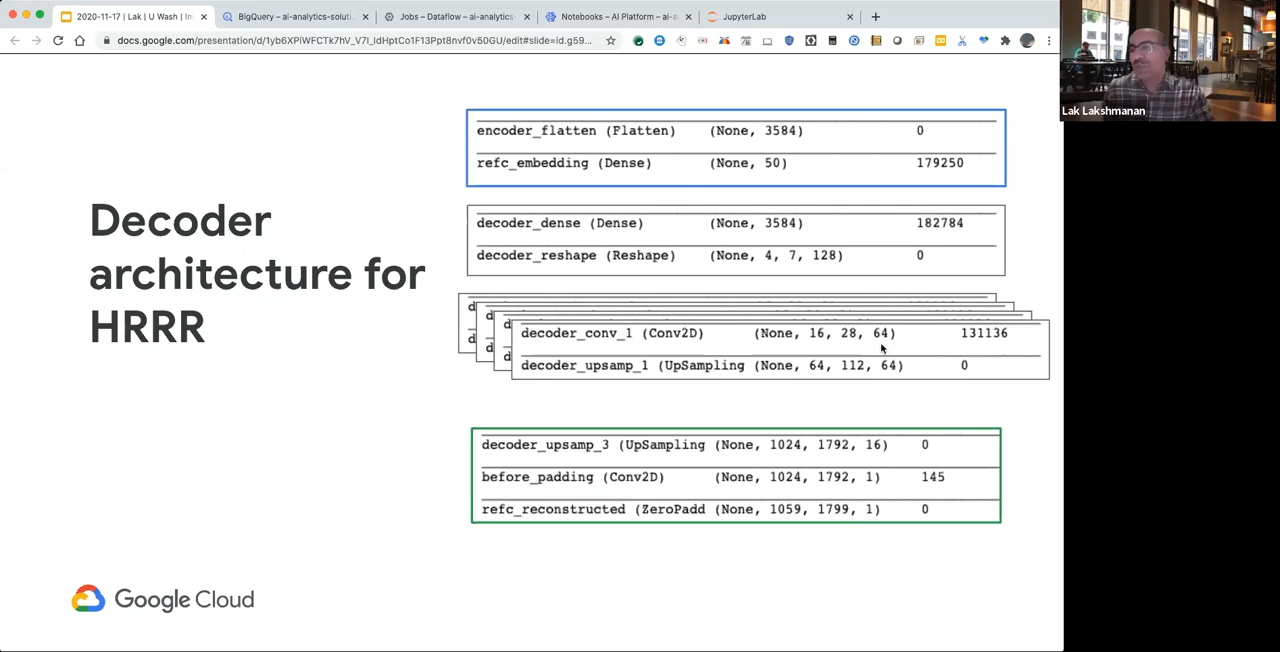 2020-11-17 | Lak | U Wash | Im
BigQuery – ai-analytics-soluti
Jobs – Dataflow – ai-analytics-
Notebooks – AI Platform – ai-a
JupyterLab
docs.google.com/presentation/d/1yb6XPiWFCTk7hV_V7I_ldHptCo1F13Ppt8nvf0v50GU/edit#slide=id.g59...
Lak Lakshmanan
encoder_flatten (Flatten) (None, 3584) 0
refc_embedding (Dense) (None, 50) 179250
Decoder
architecture for
HRRR
decoder_dense (Dense) (None, 3584) 182784
decoder_reshape (Reshape) (None, 4, 7, 128) 0
decoder_conv_1 (Conv2D) (None, 16, 28, 64) 131136
decoder_upsamp_1 (UpSampling (None, 64, 112, 64) 0
decoder_upsamp_3 (UpSampling (None, 1024, 1792, 16) 0
before_padding (Conv2D) (None, 1024, 1792, 1) 145
refc_reconstructed (ZeroPadd (None, 1059, 1799, 1) 0
Google Cloud